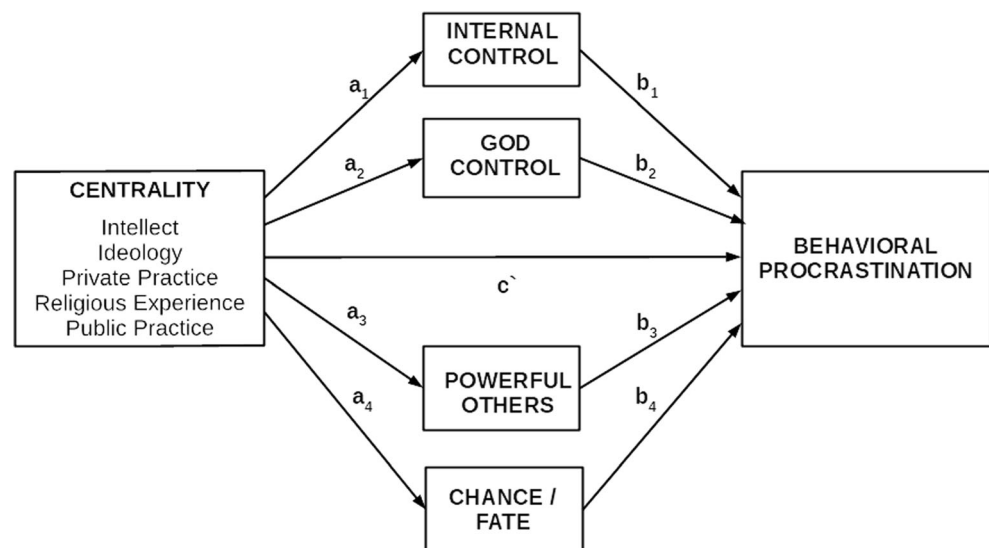 INTERNAL
CONTROL
a₁
b₁
GOD
CONTROL
a₂
b₂
CENTRALITY
Intellect
Ideology
Private Practice
Religious Experience
Public Practice
c`
BEHAVIORAL
PROCRASTINATION
a₃
b₃
POWERFUL
OTHERS
a₄
b₄
CHANCE /
FATE